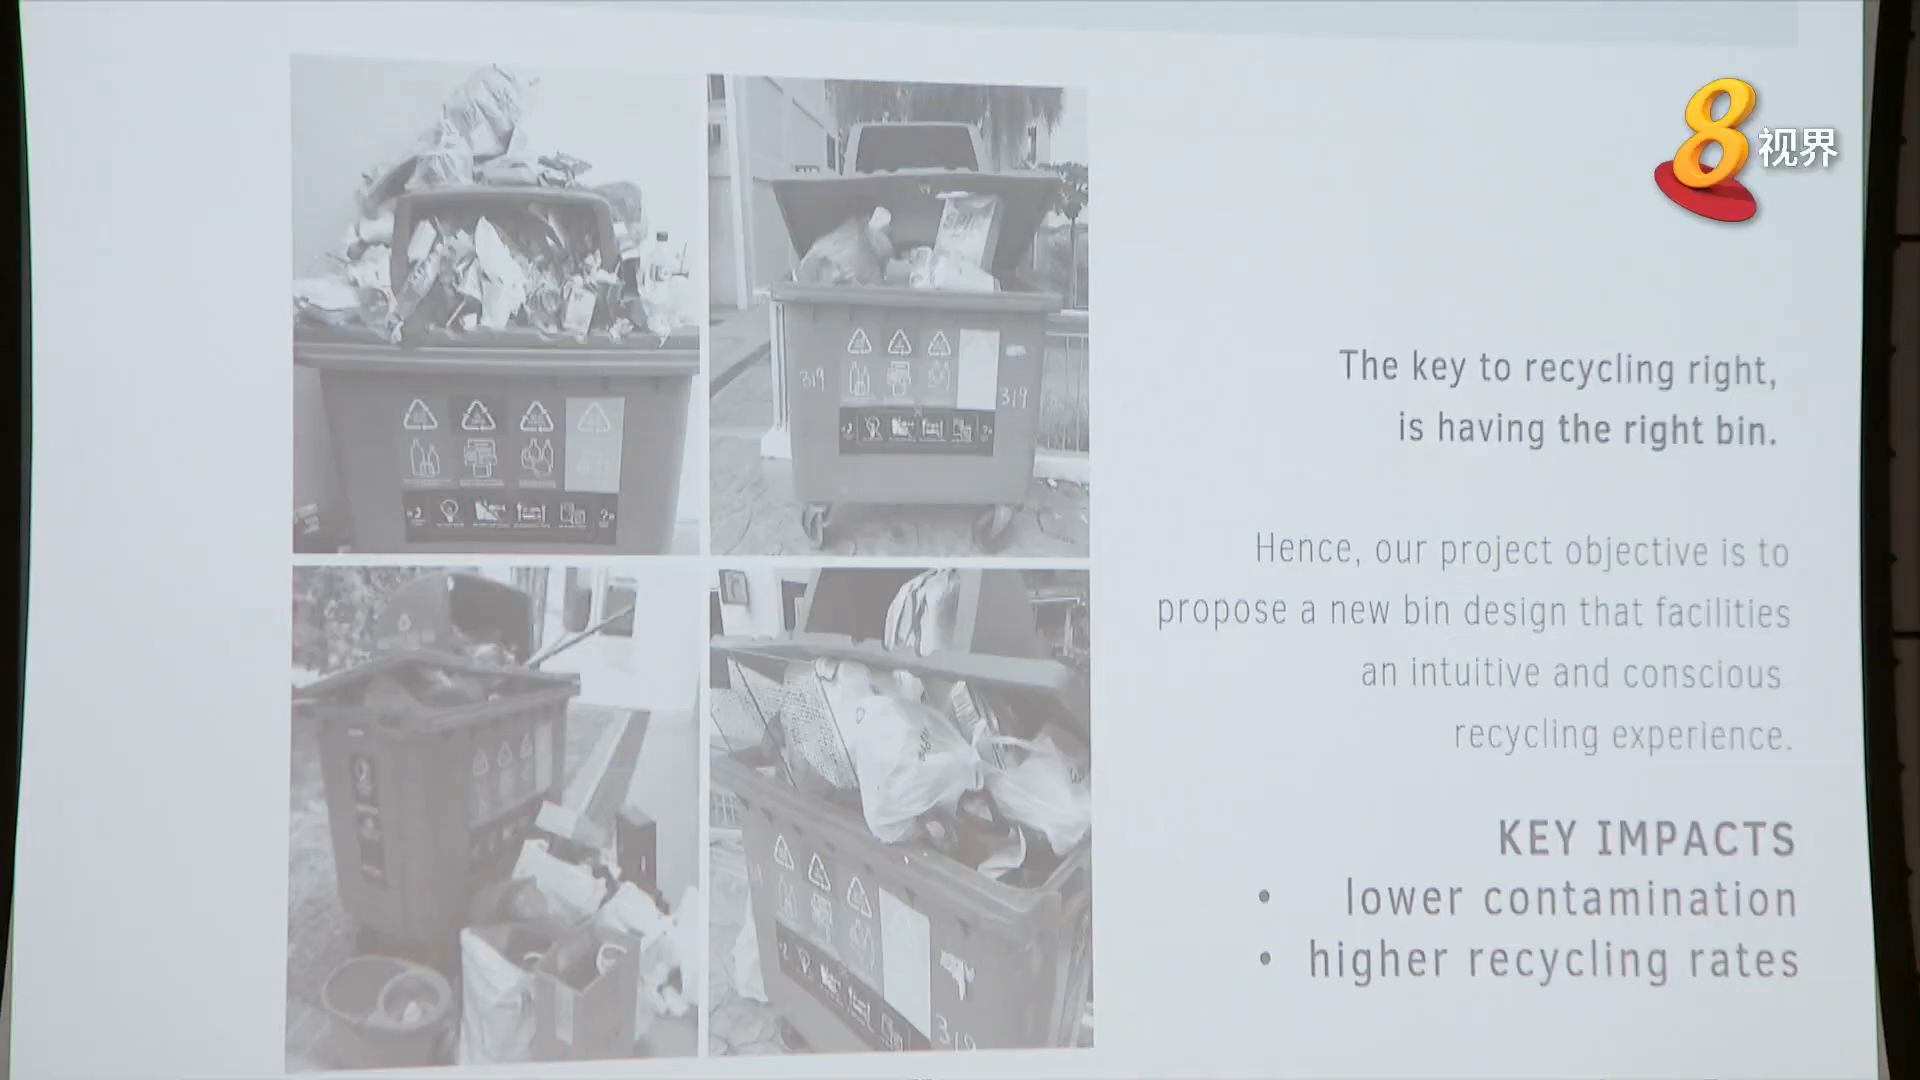 8视界
The key to recycling right,
is having the right bin.
Hence, our project objective is to
propose a new bin design that facilities
an intuitive and conscious
recycling experience.
KEY IMPACTS
• lower contamination
• higher recycling rates
319
319
319